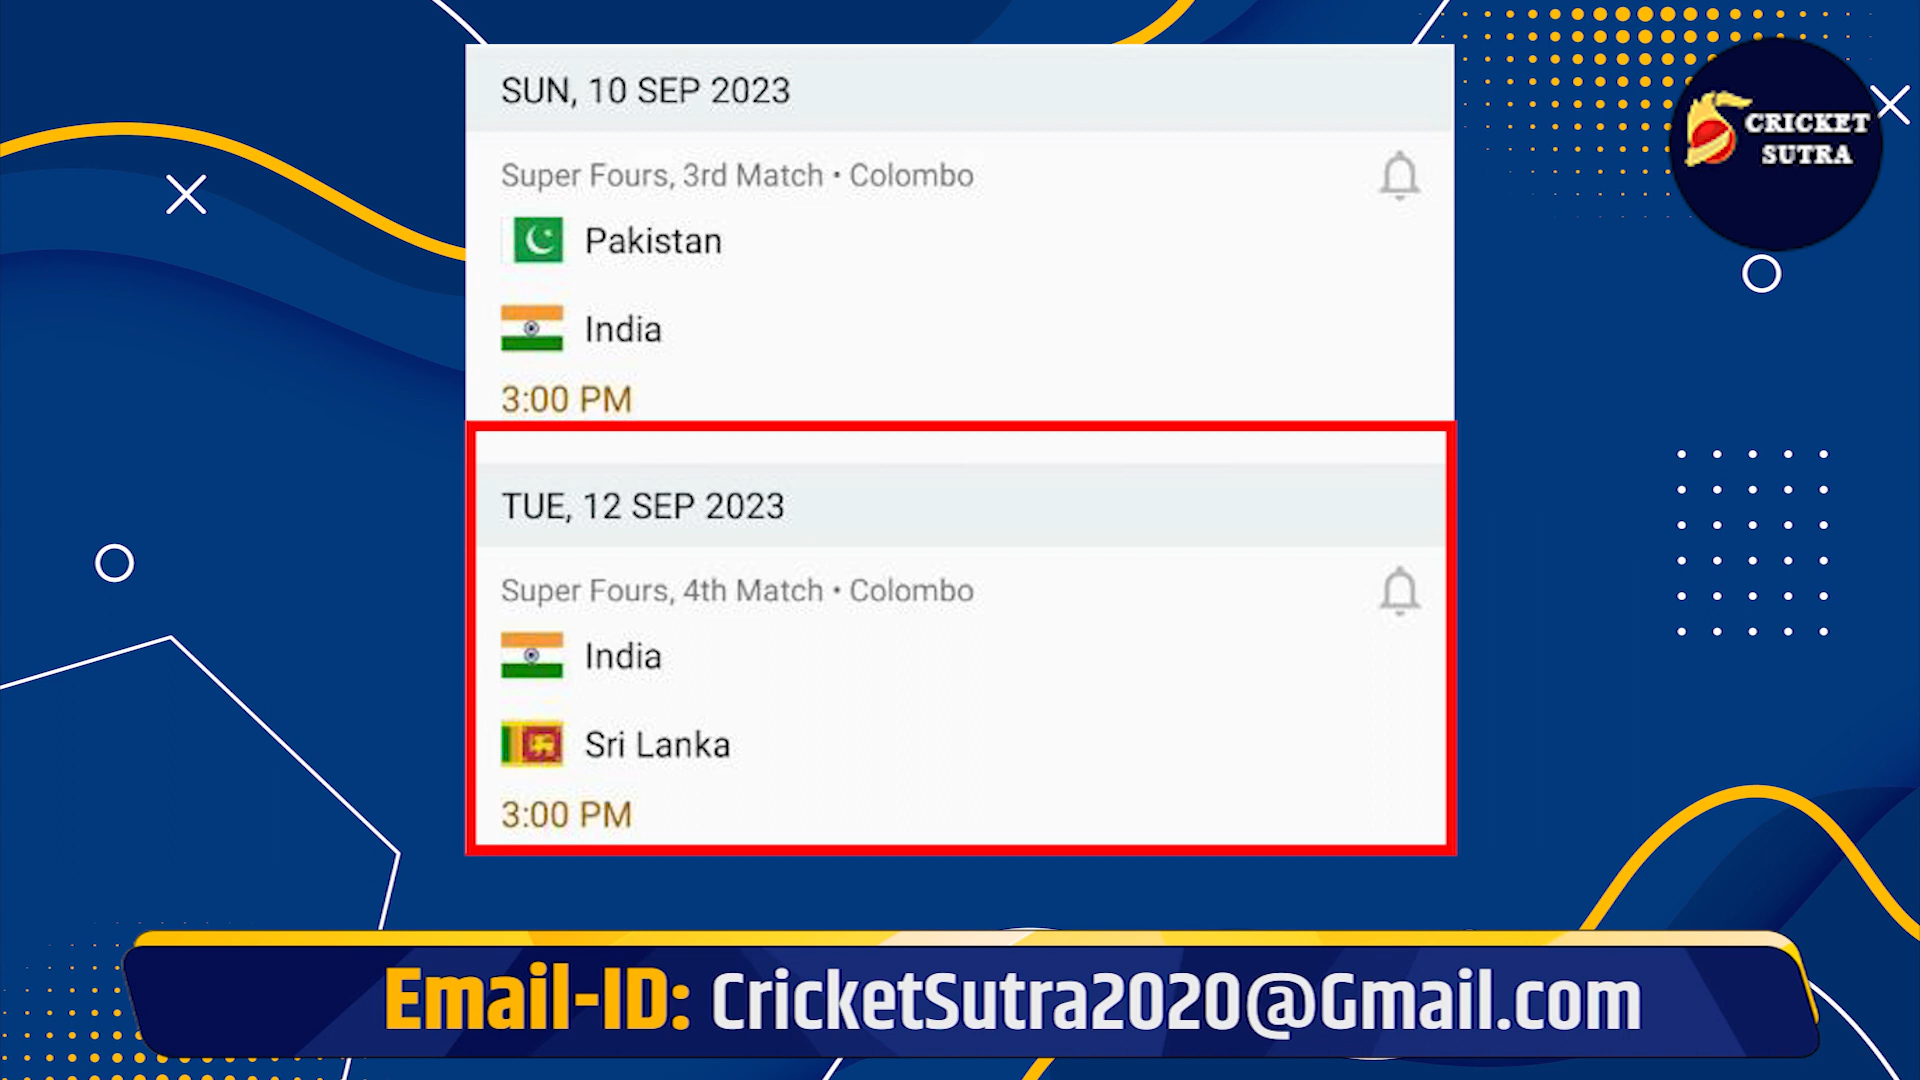 SUN, 10 SEP 2023
Super Fours, 3rd Match • Colombo
Pakistan
India
3:00 PM
TUE, 12 SEP 2023
Super Fours, 4th Match • Colombo
India
Sri Lanka
3:00 PM
CRICKET
SUTRA
Email-ID: CricketSutra2020@Gmail.com